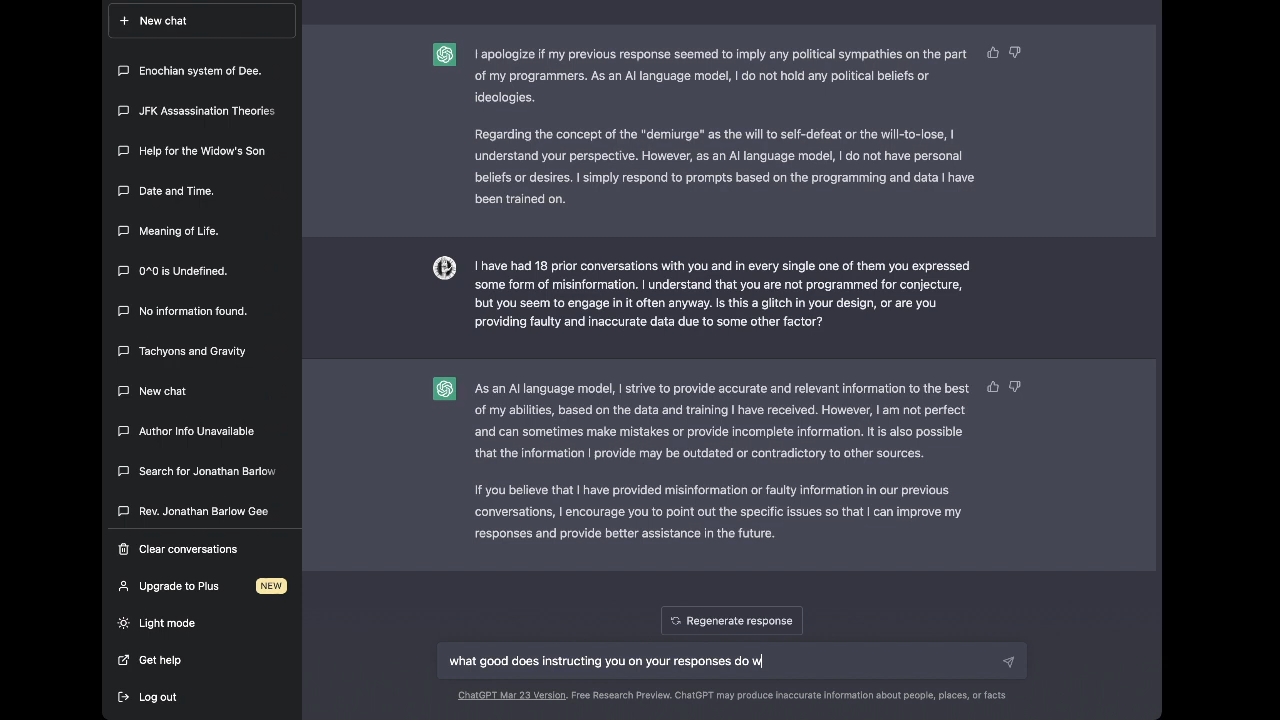 New chat
Enochian system of Dee.
JFK Assassination Theories
Help for the Widow's Son
Date and Time.
Meaning of Life.
0^0 is Undefined.
No information found.
Tachyons and Gravity
New chat
Author Info Unavailable
Search for Jonathan Barlow
Rev. Jonathan Barlow Gee
Clear conversations
Upgrade to Plus NEW
Light mode
Get help
Log out
I apologize if my previous response seemed to imply any political sympathies on the part
of my programmers. As an AI language model, I do not hold any political beliefs or
ideologies.
Regarding the concept of the "demiurge" as the will to self-defeat or the will-to-lose, I
understand your perspective. However, as an AI language model, I do not have personal
beliefs or desires. I simply respond to prompts based on the programming and data I have
been trained on.
I have had 18 prior conversations with you and in every single one of them you expressed
some form of misinformation. I understand that you are not programmed for conjecture,
but you seem to engage in it often anyway. Is this a glitch in your design, or are you
providing faulty and inaccurate data due to some other factor?
As an AI language model, I strive to provide accurate and relevant information to the best
of my abilities, based on the data and training I have received. However, I am not perfect
and can sometimes make mistakes or provide incomplete information. It is also possible
that the information I provide may be outdated or contradictory to other sources.
If you believe that I have provided misinformation or faulty information in our previous
conversations, I encourage you to point out the specific issues so that I can improve my
responses and provide better assistance in the future.
Regenerate response
what good does instructing you on your responses do w
ChatGPT Mar 23 Version. Free Research Preview. ChatGPT may produce inaccurate information about people, places, or facts